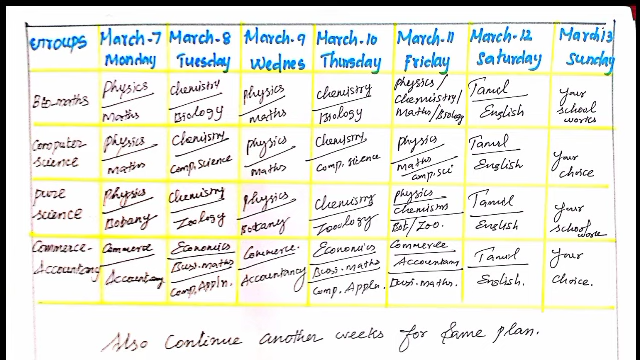 Groups March-7 March-8 March-9 March-10 March-11 March-12 March 13
Monday Tuesday Wednes Thursday Friday Saturday Sunday
Bio-maths Physics Chemistry Physics Chemistry Physics/ Tamil your
Maths Biology maths Biology Chemistry/ English school
Maths/Biology works
Computer Physics Chemistry Physics Chemistry Physics Tamil your
science Maths Comp.science maths Comp. science Maths English choice
Comp.sci
Pure Physics Chemistry Physics Chemistry Physics Tamil your
science Botany Zoology Botany Zoology Chemistry English school
Bot/Zoo. work
Commerce- Commerce Economics Commerce. Economics Commerce Tamil your
Accountancy Accountancy Busi.maths Accountancy Busi.maths Accountancy English. choice.
Comp.Appln. Comp. Appln. Busi.maths.
Also continue another weeks for same plan.